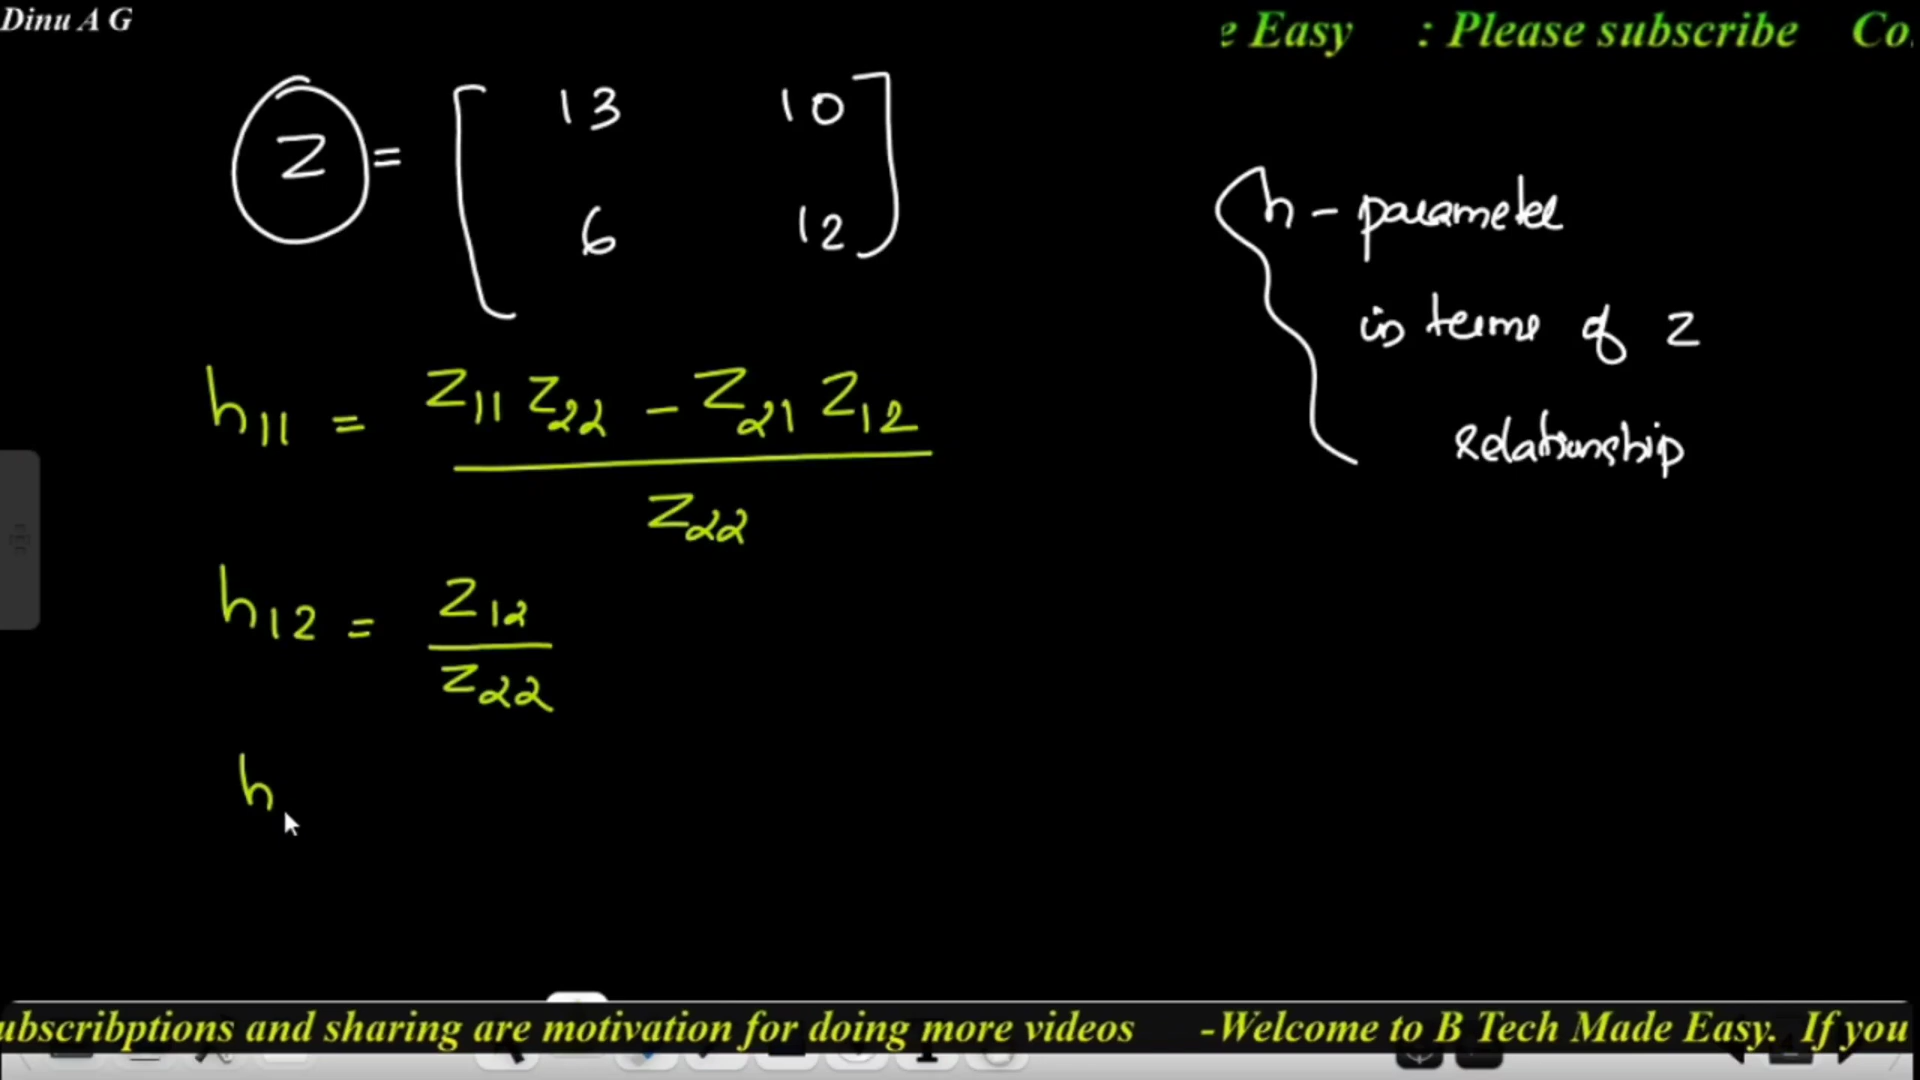 Dinu A G
e Easy : Please subscribe Co
Z = [ 13 10
6 12 ]
h - parameter
in terms of z
relationship
h11 = Z11 Z22 - Z21 Z12
Z22
h12 = Z12
Z22
h
ubscribptions and sharing are motivation for doing more videos -Welcome to B Tech Made Easy. If you